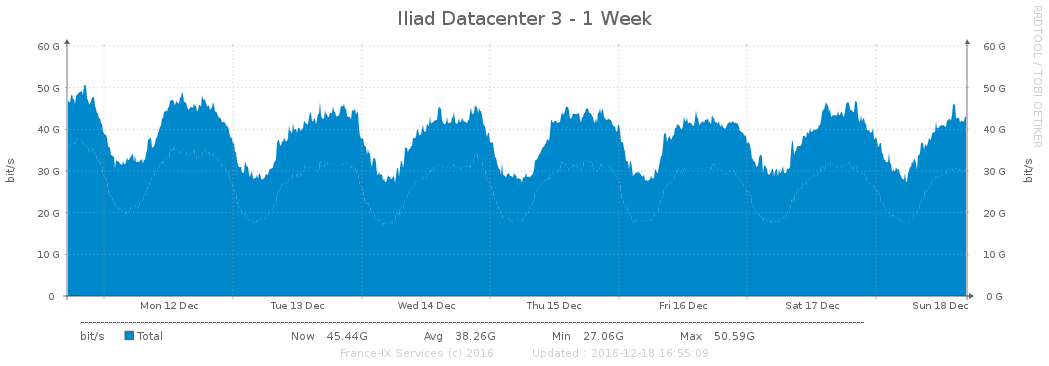 Iliad Datacenter 3 - 1 Week
RRDTOOL / TOBI OETIKER
60 G 60 G
50 G 50 G
40 G 40 G
30 G 30 G
20 G 20 G
10 G 10 G
0 0 G
bit/s bit/s
Mon 12 Dec Tue 13 Dec Wed 14 Dec Thu 15 Dec Fri 16 Dec Sat 17 Dec Sun 18 Dec
bit/s Total Now 45.44G Avg 38.26G Min 27.06G Max 50.59G
France-IX Services (c) 2016 Updated : 2016-12-18 16:55:09